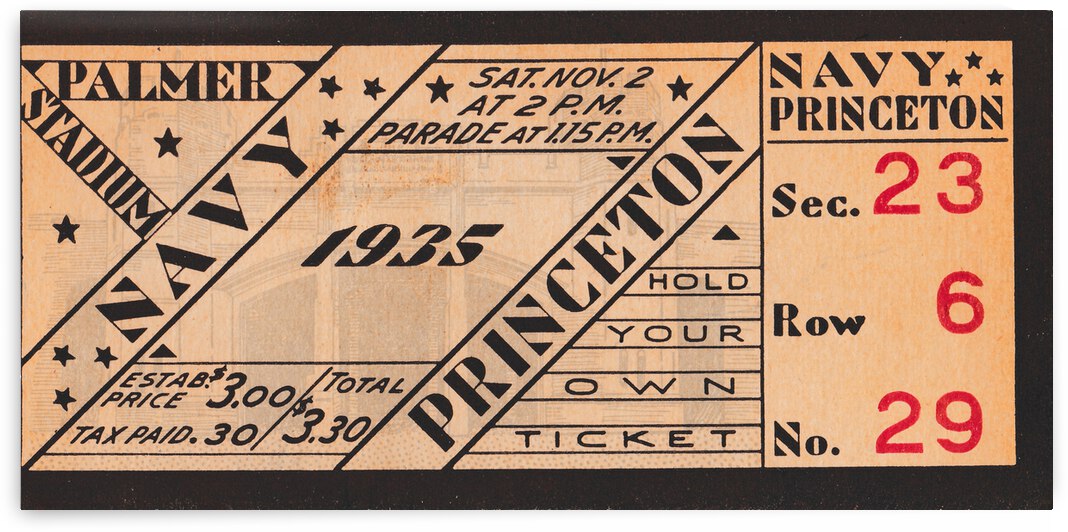 PALMER
STADIUM
NAVY
SAT. NOV. 2
AT 2 P.M.
PARADE AT 1.15 P.M.
1935
PRINCETON
ESTAB. PRICE $3.00
TAX PAID .30
TOTAL $3.30
HOLD
YOUR
OWN
TICKET
NAVY
PRINCETON
Sec. 23
Row 6
No. 29